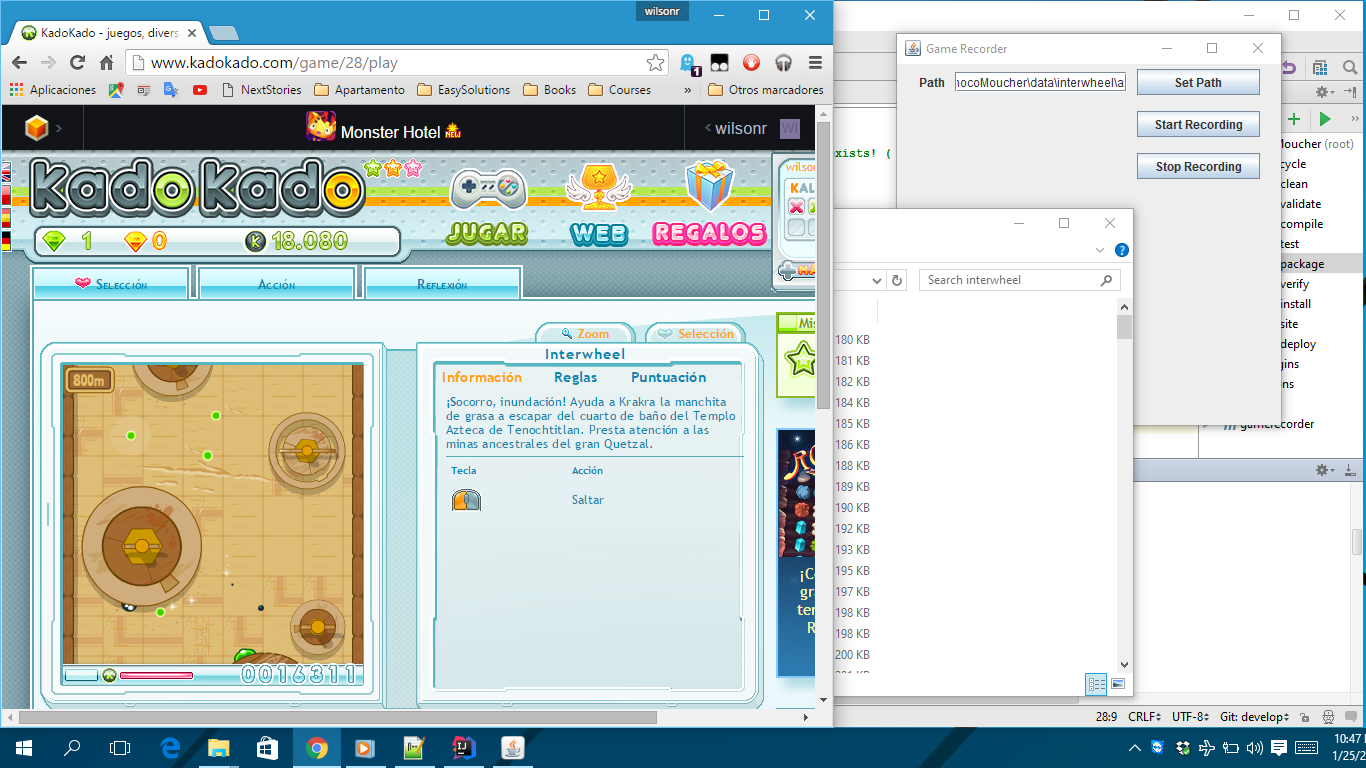 wilsonr
KadoKado - juegos, divers
www.kadokado.com/game/28/play
1
Aplicaciones
NextStories
Apartamento
EasySolutions
Books
Courses
»
Otros marcadores
Monster Hotel NEW
wilsonr
WI
KadoKado
JUGAR
WEB
REGALOS
1
0
K 18.080
wilsonr
KAL
Selección
Acción
Reflexión
Zoom
Selección
Interwheel
Información
Reglas
Puntuación
¡Socorro, inundación! Ayuda a Krakra la manchita
de grasa a escapar del cuarto de baño del Templo
Azteca de Tenochtitlan. Presta atención a las
minas ancestrales del gran Quetzal.
Tecla
Acción
Saltar
800m
0016311
Mis
Game Recorder
Path
ocoMoucher\data\interwheel\a
Set Path
Start Recording
Stop Recording
xists! (
Moucher (root)
cycle
clean
validate
compile
test
package
verify
install
site
deploy
gins
ns
gamerecorder
Search interwheel
180 KB
181 KB
182 KB
184 KB
185 KB
186 KB
188 KB
189 KB
190 KB
192 KB
193 KB
195 KB
197 KB
198 KB
198 KB
200 KB
28:9
CRLF
UTF-8
Git: develop
10:47
1/25/2